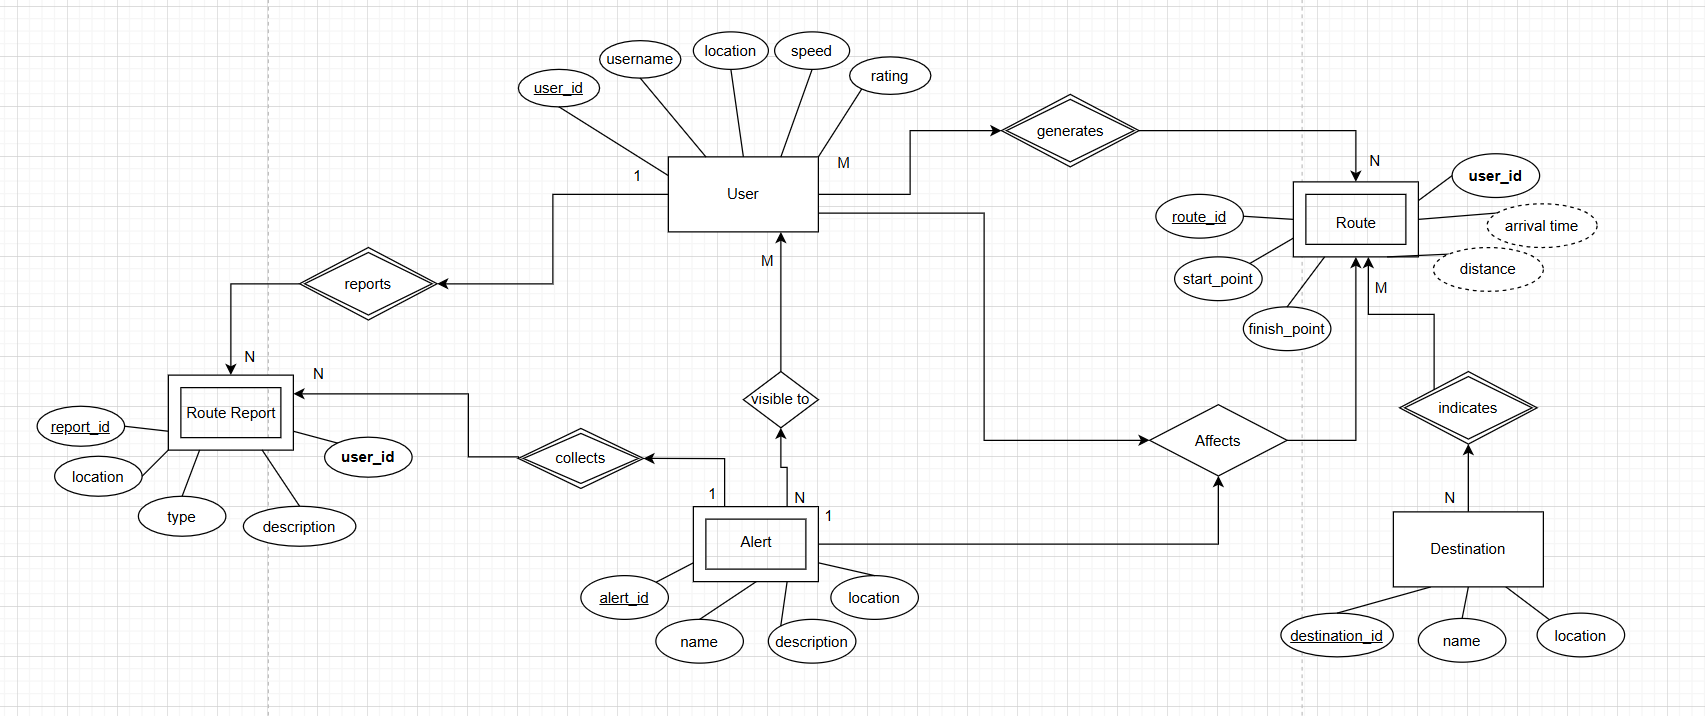 username
location
speed
rating
user_id
generates
M
N
1
user_id
User
route_id
Route
arrival time
start_point
distance
M
reports
M
finish_point
N
N
visible to
indicates
Route Report
report_id
Affects
user_id
collects
location
1
N
N
type
description
1
Alert
Destination
alert_id
location
destination_id
name
location
name
description